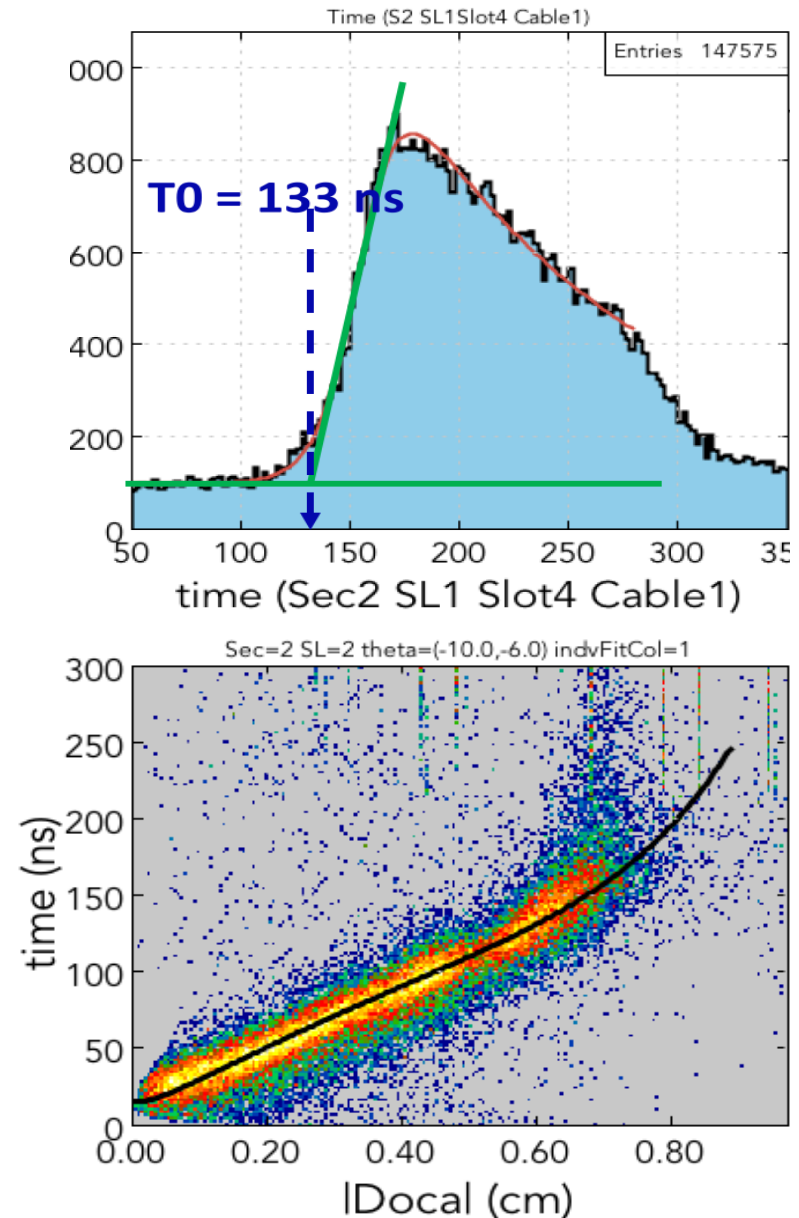 Time (S2 SL1Slot4 Cable1)
Entries 147575
000
800
T0 = 133 ns
600
400
200
0
50 100 150 200 250 300 35
time (Sec2 SL1 Slot4 Cable1)
Sec=2 SL=2 theta=(-10.0,-6.0) indvFitCol=1
300
250
200
150
100
50
0
time (ns)
0.00 0.20 0.40 0.60 0.80
|Docal (cm)